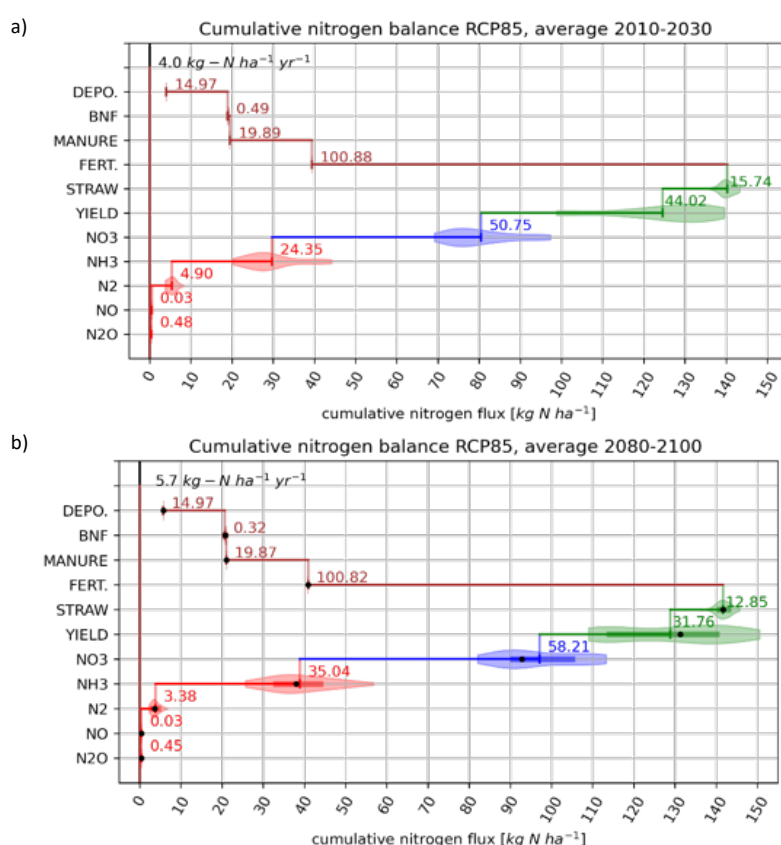 a)
Cumulative nitrogen balance RCP85, average 2010-2030
4.0 kg − N ha⁻¹ yr⁻¹
DEPO. 14.97
BNF 0.49
MANURE 19.89
FERT. 100.88
STRAW 15.74
YIELD 44.02
NO3 50.75
NH3 24.35
N2 4.90
NO 0.03
N2O 0.48
0 10 20 30 40 50 60 70 80 90 100 110 120 130 140 150
cumulative nitrogen flux [kg N ha⁻¹]
b)
Cumulative nitrogen balance RCP85, average 2080-2100
5.7 kg − N ha⁻¹ yr⁻¹
DEPO. 14.97
BNF 0.32
MANURE 19.87
FERT. 100.82
STRAW 12.85
YIELD 31.76
NO3 58.21
NH3 35.04
N2 3.38
NO 0.03
N2O 0.45
0 10 20 30 40 50 60 70 80 90 100 110 120 130 140 150
cumulative nitrogen flux [kg N ha⁻¹]